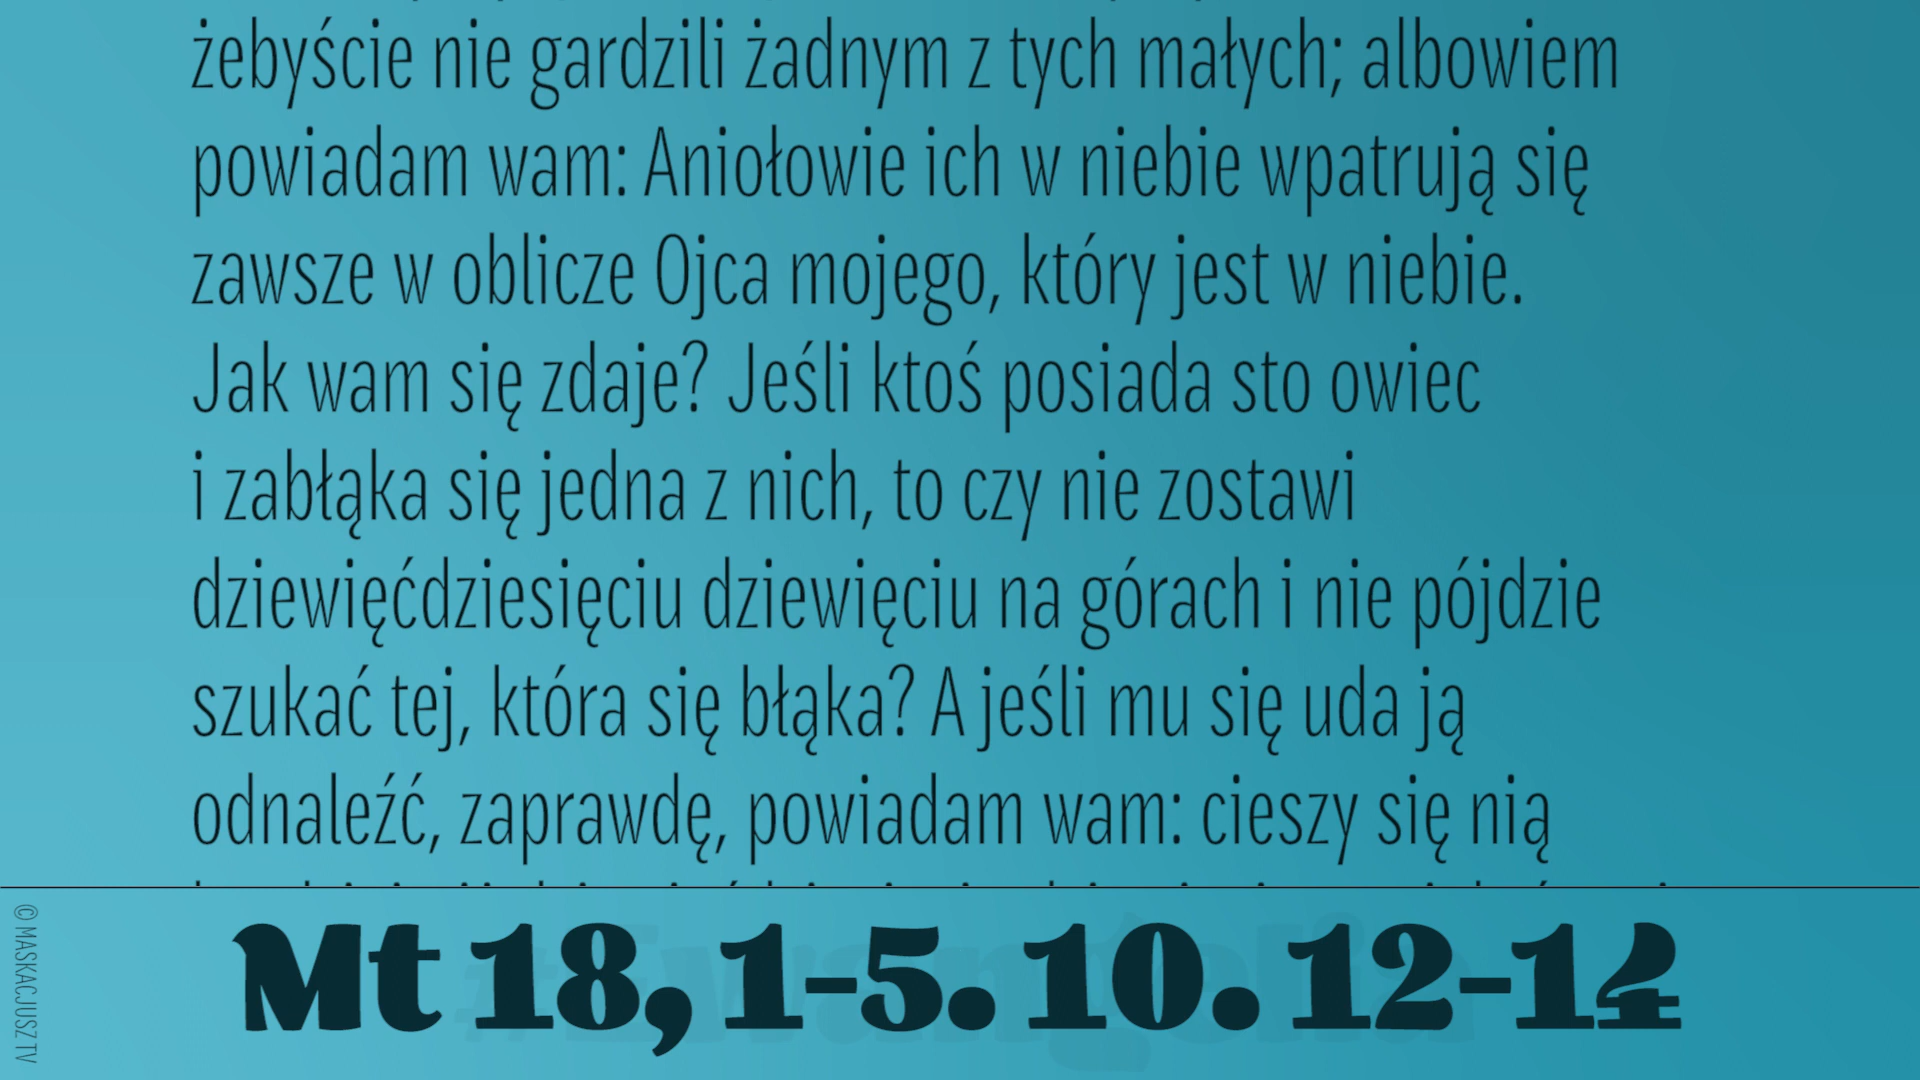 żebyście nie gardzili żadnym z tych małych; albowiem
powiadam wam: Aniołowie ich w niebie wpatrują się
zawsze w oblicze Ojca mojego, który jest w niebie.
Jak wam się zdaje? Jeśli ktoś posiada sto owiec
i zabłąka się jedna z nich, to czy nie zostawi
dziewięćdziesięciu dziewięciu na górach i nie pójdzie
szukać tej, która się błąka? A jeśli mu się uda ją
odnaleźć, zaprawdę, powiadam wam: cieszy się nią
Mt 18, 1-5. 10. 12-14
#Ewangelia
© MASKACJUSZ TV